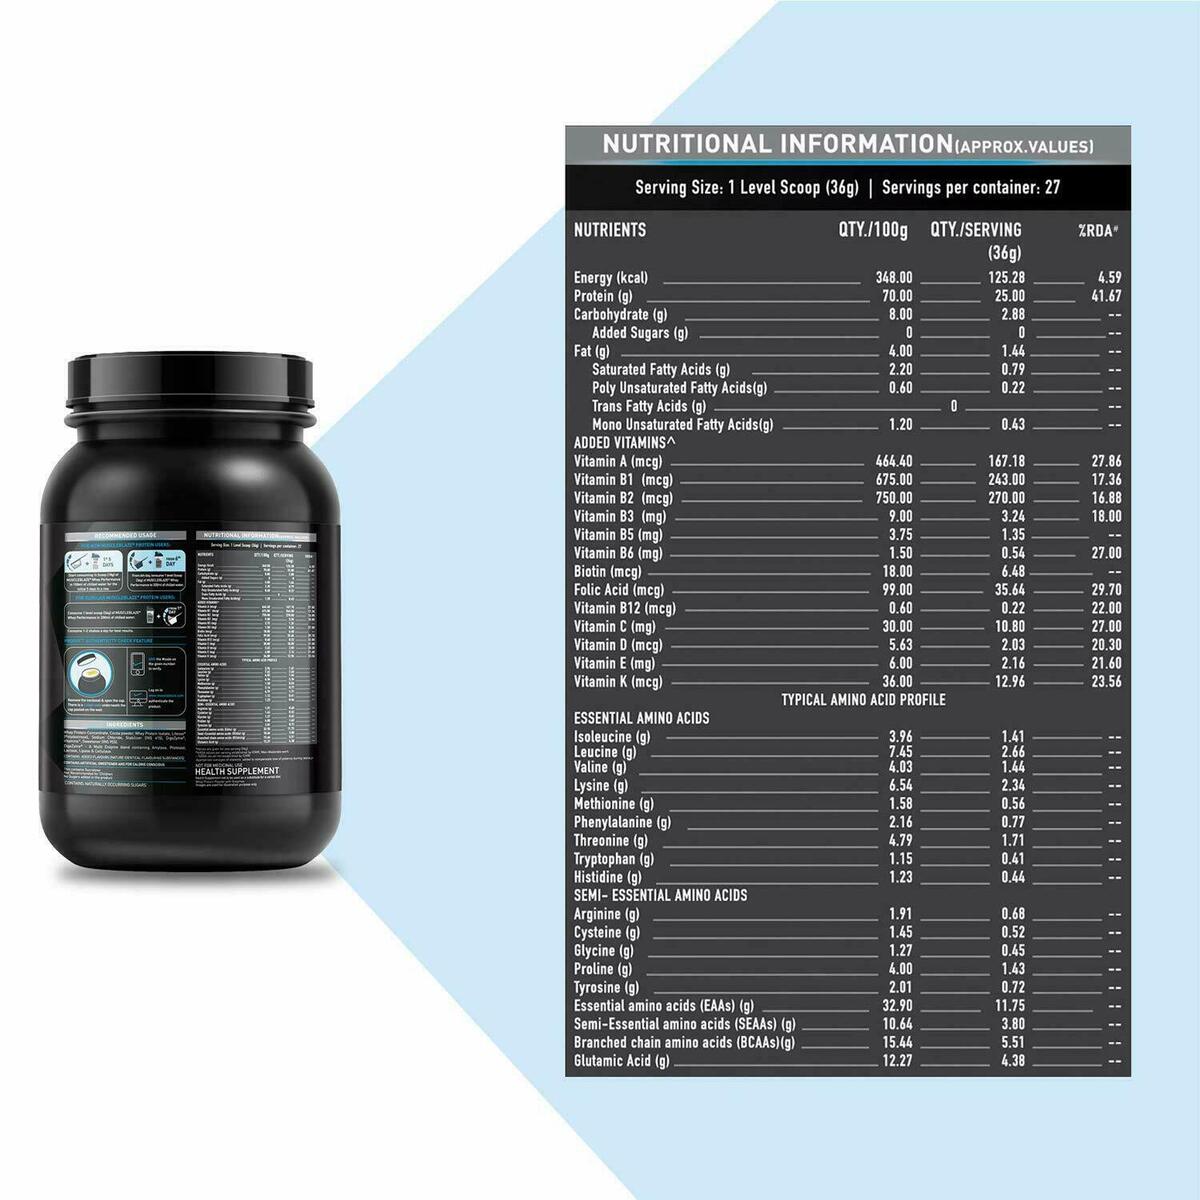 NUTRITIONAL INFORMATION(APPROX.VALUES)
Serving Size: 1 Level Scoop (36g) | Servings per container: 27
NUTRIENTS QTY./100g QTY./SERVING %RDA#
(36g)
Energy (kcal) 348.00 125.28 4.59
Protein (g) 70.00 25.00 41.67
Carbohydrate (g) 8.00 2.88 --
Added Sugars (g) 0 0 --
Fat (g) 4.00 1.44 --
Saturated Fatty Acids (g) 2.20 0.79 --
Poly Unsaturated Fatty Acids(g) 0.60 0.22 --
Trans Fatty Acids (g) 0 --
Mono Unsaturated Fatty Acids(g) 1.20 0.43 --
ADDED VITAMINS^
Vitamin A (mcg) 464.40 167.18 27.86
Vitamin B1 (mcg) 675.00 243.00 17.36
Vitamin B2 (mcg) 750.00 270.00 16.88
Vitamin B3 (mg) 9.00 3.24 18.00
Vitamin B5 (mg) 3.75 1.35 --
Vitamin B6 (mg) 1.50 0.54 27.00
Biotin (mcg) 18.00 6.48 --
Folic Acid (mcg) 99.00 35.64 29.70
Vitamin B12 (mcg) 0.60 0.22 22.00
Vitamin C (mg) 30.00 10.80 27.00
Vitamin D (mcg) 5.63 2.03 20.30
Vitamin E (mg) 6.00 2.16 21.60
Vitamin K (mcg) 36.00 12.96 23.56
TYPICAL AMINO ACID PROFILE
ESSENTIAL AMINO ACIDS
Isoleucine (g) 3.96 1.41 --
Leucine (g) 7.45 2.66 --
Valine (g) 4.03 1.44 --
Lysine (g) 6.54 2.34 --
Methionine (g) 1.58 0.56 --
Phenylalanine (g) 2.16 0.77 --
Threonine (g) 4.79 1.71 --
Tryptophan (g) 1.15 0.41 --
Histidine (g) 1.23 0.44 --
SEMI- ESSENTIAL AMINO ACIDS
Arginine (g) 1.91 0.68 --
Cysteine (g) 1.45 0.52 --
Glycine (g) 1.27 0.45 --
Proline (g) 4.00 1.43 --
Tyrosine (g) 2.01 0.72 --
Essential amino acids (EAAs) (g) 32.90 11.75 --
Semi-Essential amino acids (SEAAs) (g) 10.64 3.80 --
Branched chain amino acids (BCAAs)(g) 15.44 5.51 --
Glutamic Acid (g) 12.27 4.38 --
RECOMMENDED USAGE
PRODUCT AUTHENTICITY CHECK FEATURE
INGREDIENTS
CONTAINS NATURALLY OCCURRING SUGARS
NUTRITIONAL INFORMATION
NOT FOR MEDICINAL USE
HEALTH SUPPLEMENT